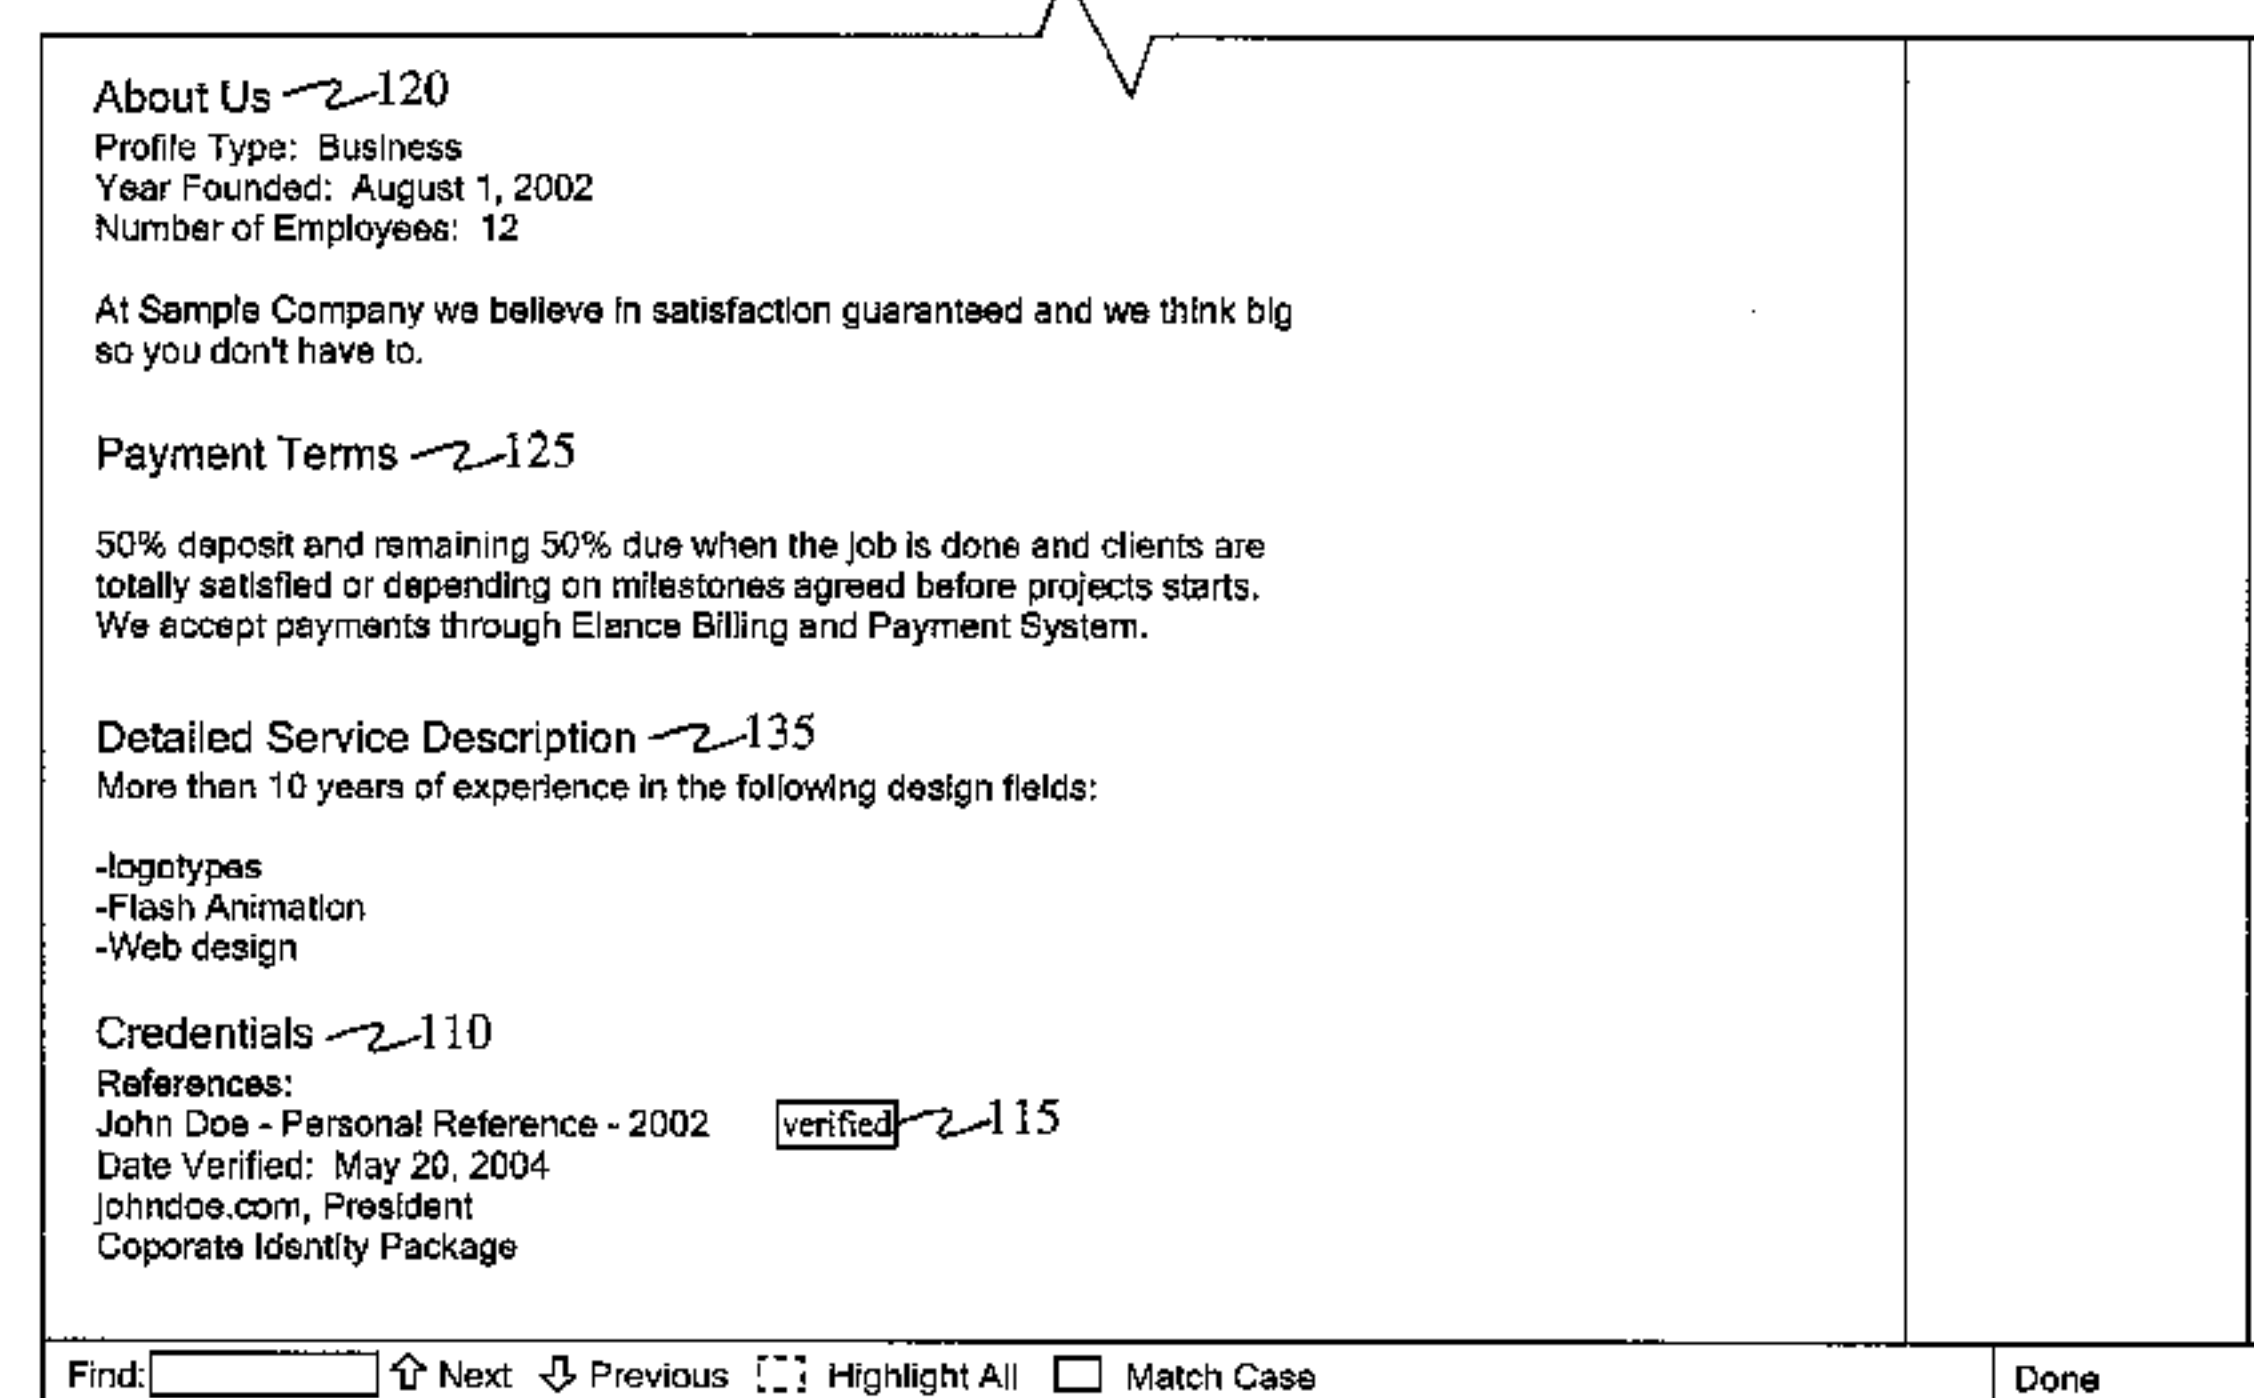 About Us 120
Profile Type: Business
Year Founded: August 1, 2002
Number of Employees: 12
At Sample Company we believe in satisfaction guaranteed and we think big
so you don't have to.
Payment Terms 125
50% deposit and remaining 50% due when the job is done and clients are
totally satisfied or depending on milestones agreed before projects starts.
We accept payments through Elance Billing and Payment System.
Detailed Service Description 135
More than 10 years of experience in the following design fields:
-logotypes
-Flash Animation
-Web design
Credentials 110
References:
John Doe - Personal Reference - 2002 verified 115
Date Verified: May 20, 2004
johndoe.com, President
Coporate Identity Package
Find: Next Previous Highlight All Match Case Done